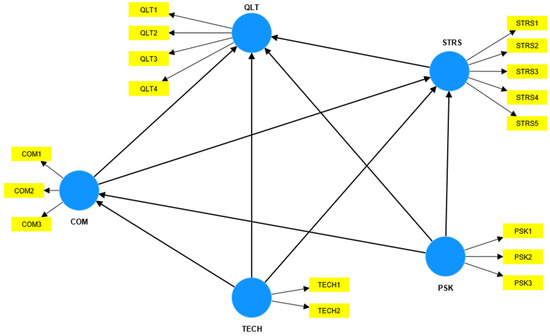 QLT
QLT1
QLT2
QLT3
QLT4
STRS
STRS1
STRS2
STRS3
STRS4
STRS5
COM1
COM2
COM3
COM
PSK1
PSK2
PSK3
PSK
TECH1
TECH2
TECH